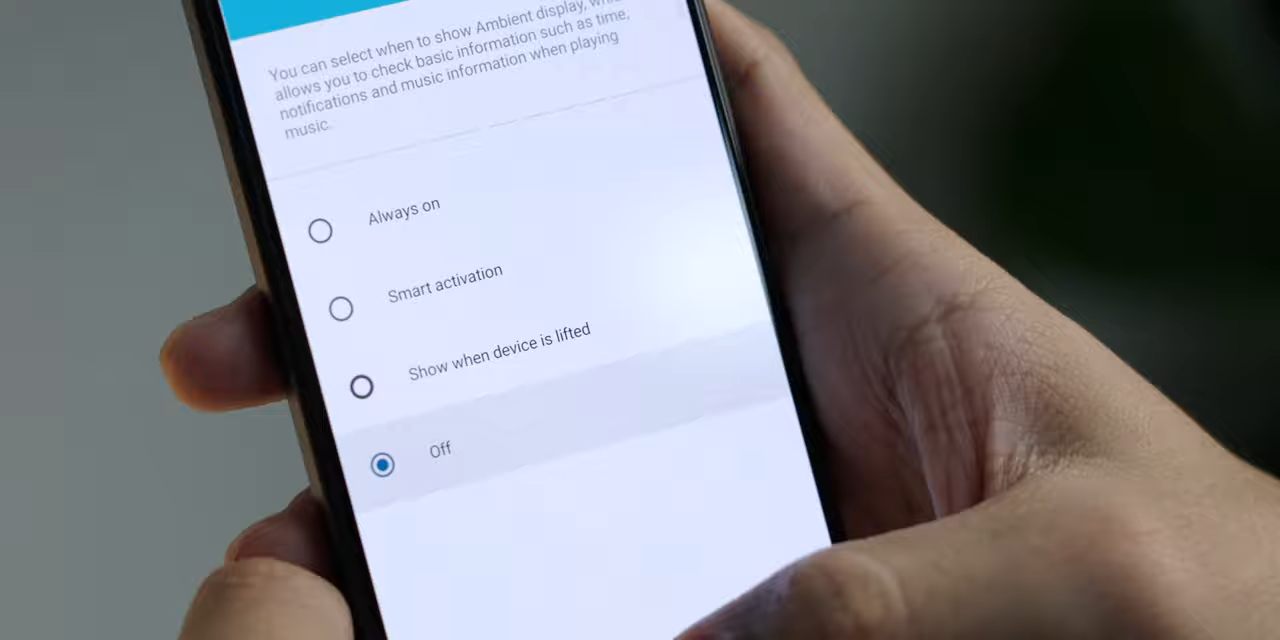 You can select when to show Ambient display,
allows you to check basic information such as time,
notifications and music information when playing
music.
Always on
Smart activation
Show when device is lifted
Off